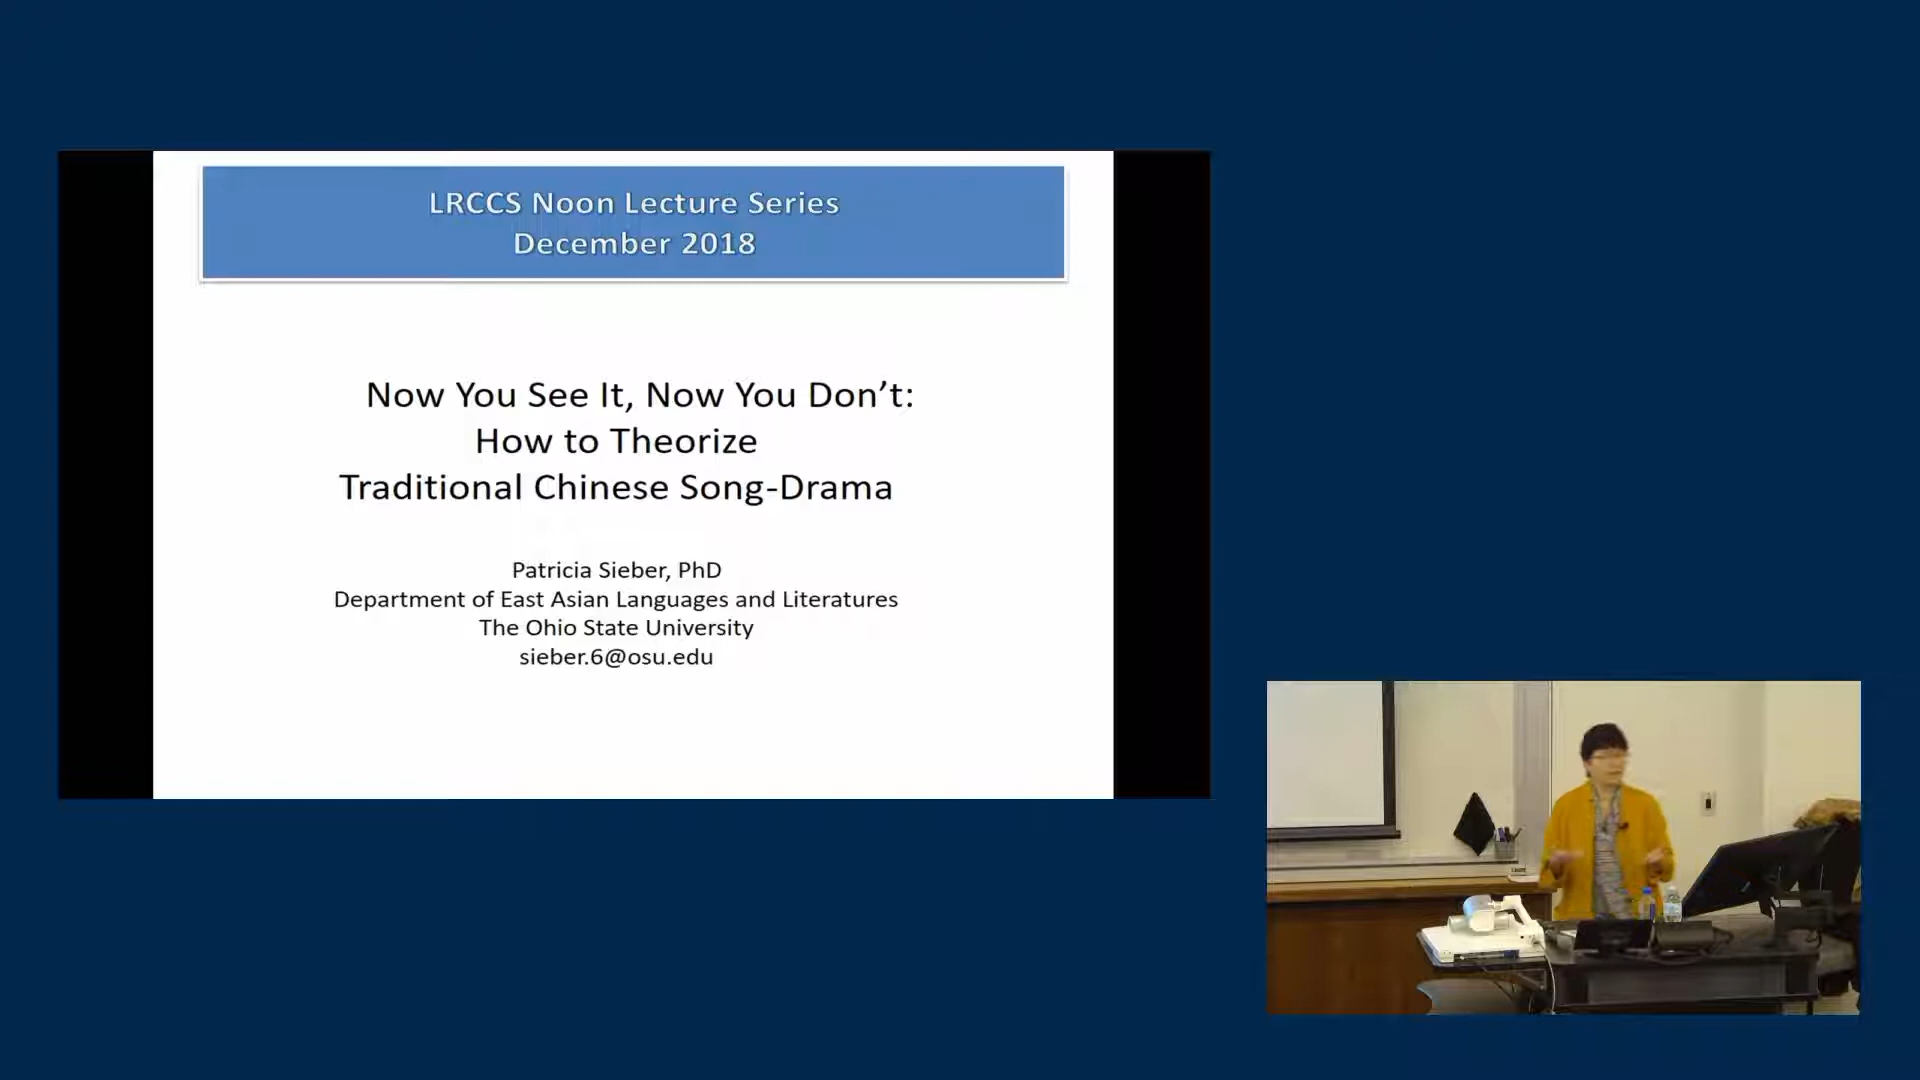 LRCCS Noon Lecture Series
December 2018
Now You See It, Now You Don’t:
How to Theorize
Traditional Chinese Song-Drama
Patricia Sieber, PhD
Department of East Asian Languages and Literatures
The Ohio State University
sieber.6@osu.edu